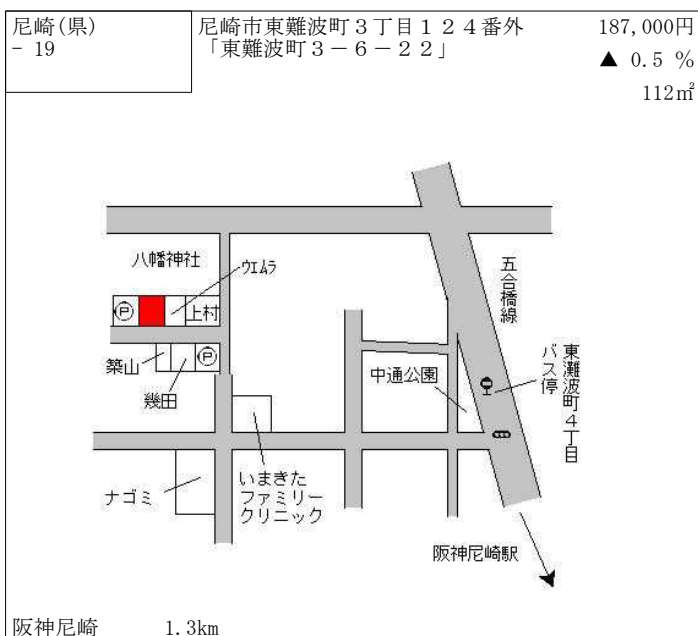 尼崎(県)
- 19
尼崎市東難波町３丁目１２４番外
「東難波町３－６－２２」
187,000円
▲ 0.5 %
112㎡
八幡神社
ウエムラ
五合橋線
P
上村
築山
P
幾田
中通公園
東灘波町４丁目
バス停
ナゴミ
いまきた
ファミリー
クリニック
阪神尼崎駅
阪神尼崎 1.3km